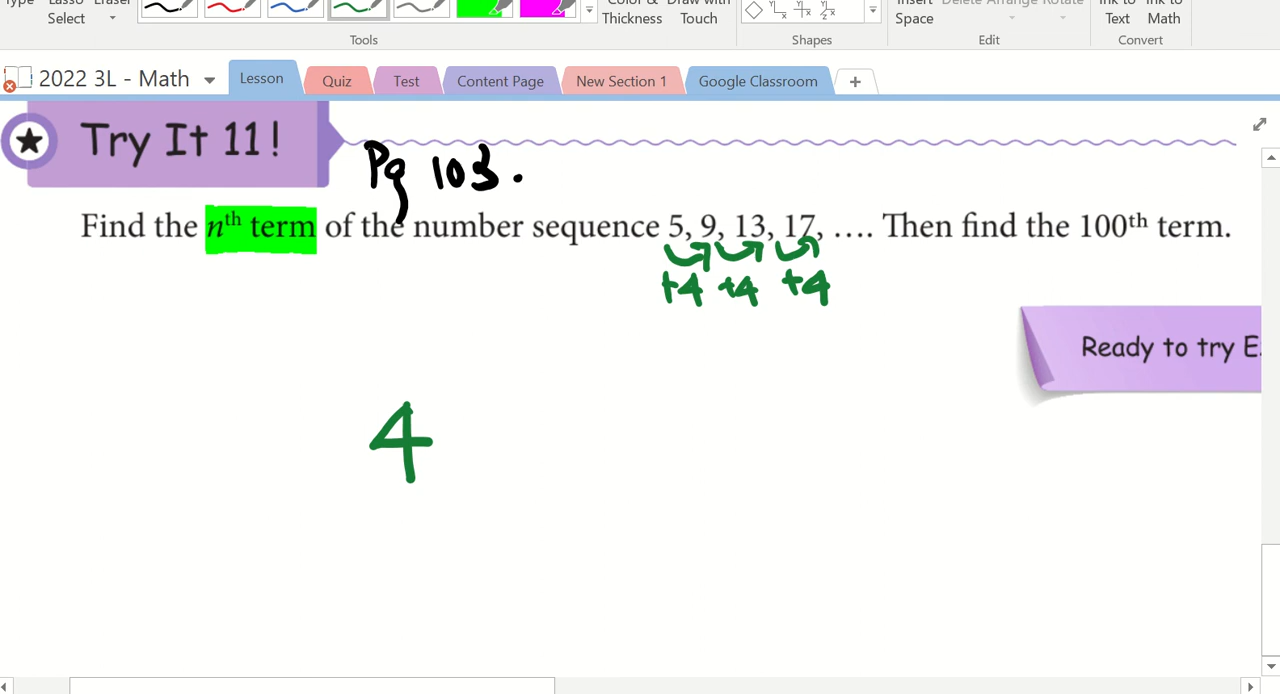 Type Lasso Select Eraser Color & Thickness Draw with Touch Insert Space Delete Arrange Rotate Ink to Text Ink to Math
Tools Shapes Edit Convert
2022 3L - Math Lesson Quiz Test Content Page New Section 1 Google Classroom +
Try It 11!
Pg 103.
Find the nth term of the number sequence 5, 9, 13, 17, .... Then find the 100th term.
+4 +4 +4
Ready to try E
4